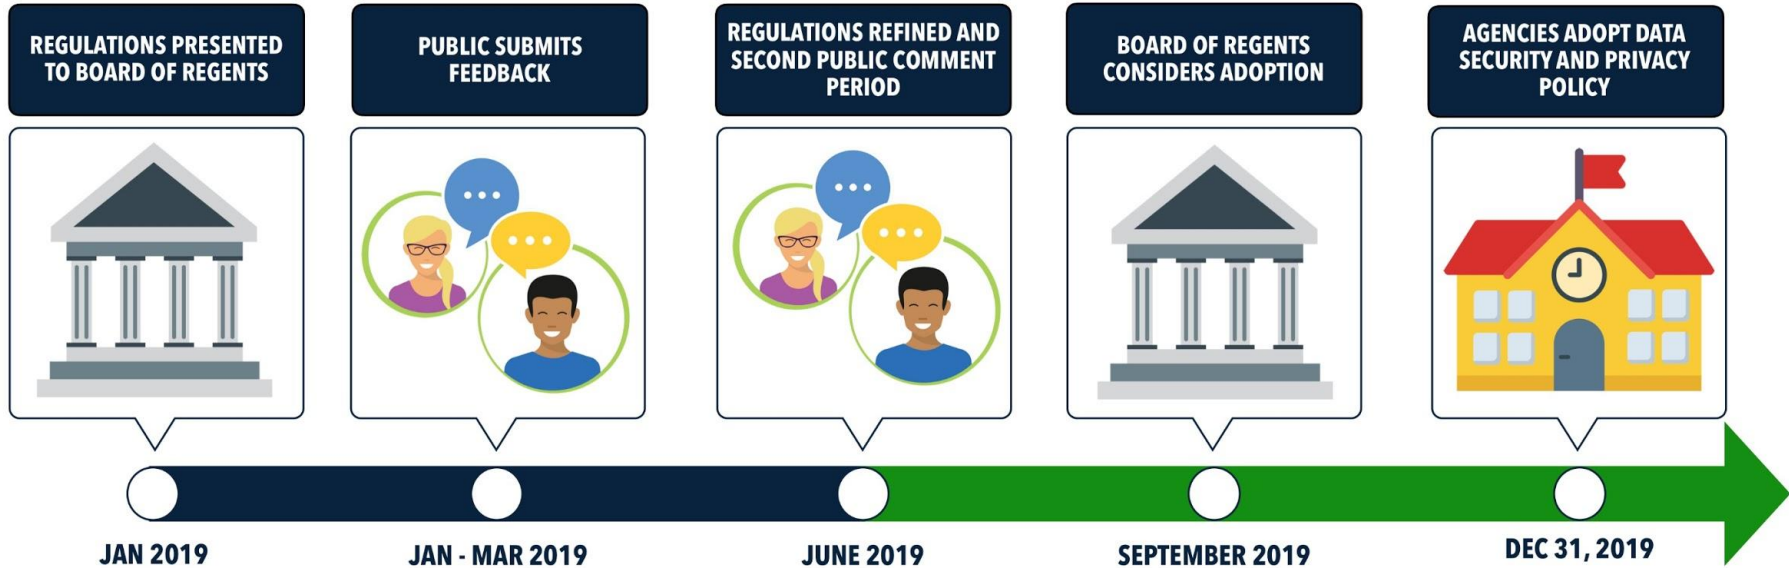 REGULATIONS PRESENTED
TO BOARD OF REGENTS
PUBLIC SUBMITS
FEEDBACK
REGULATIONS REFINED AND
SECOND PUBLIC COMMENT
PERIOD
BOARD OF REGENTS
CONSIDERS ADOPTION
AGENCIES ADOPT DATA
SECURITY AND PRIVACY
POLICY
JAN 2019
JAN - MAR 2019
JUNE 2019
SEPTEMBER 2019
DEC 31, 2019